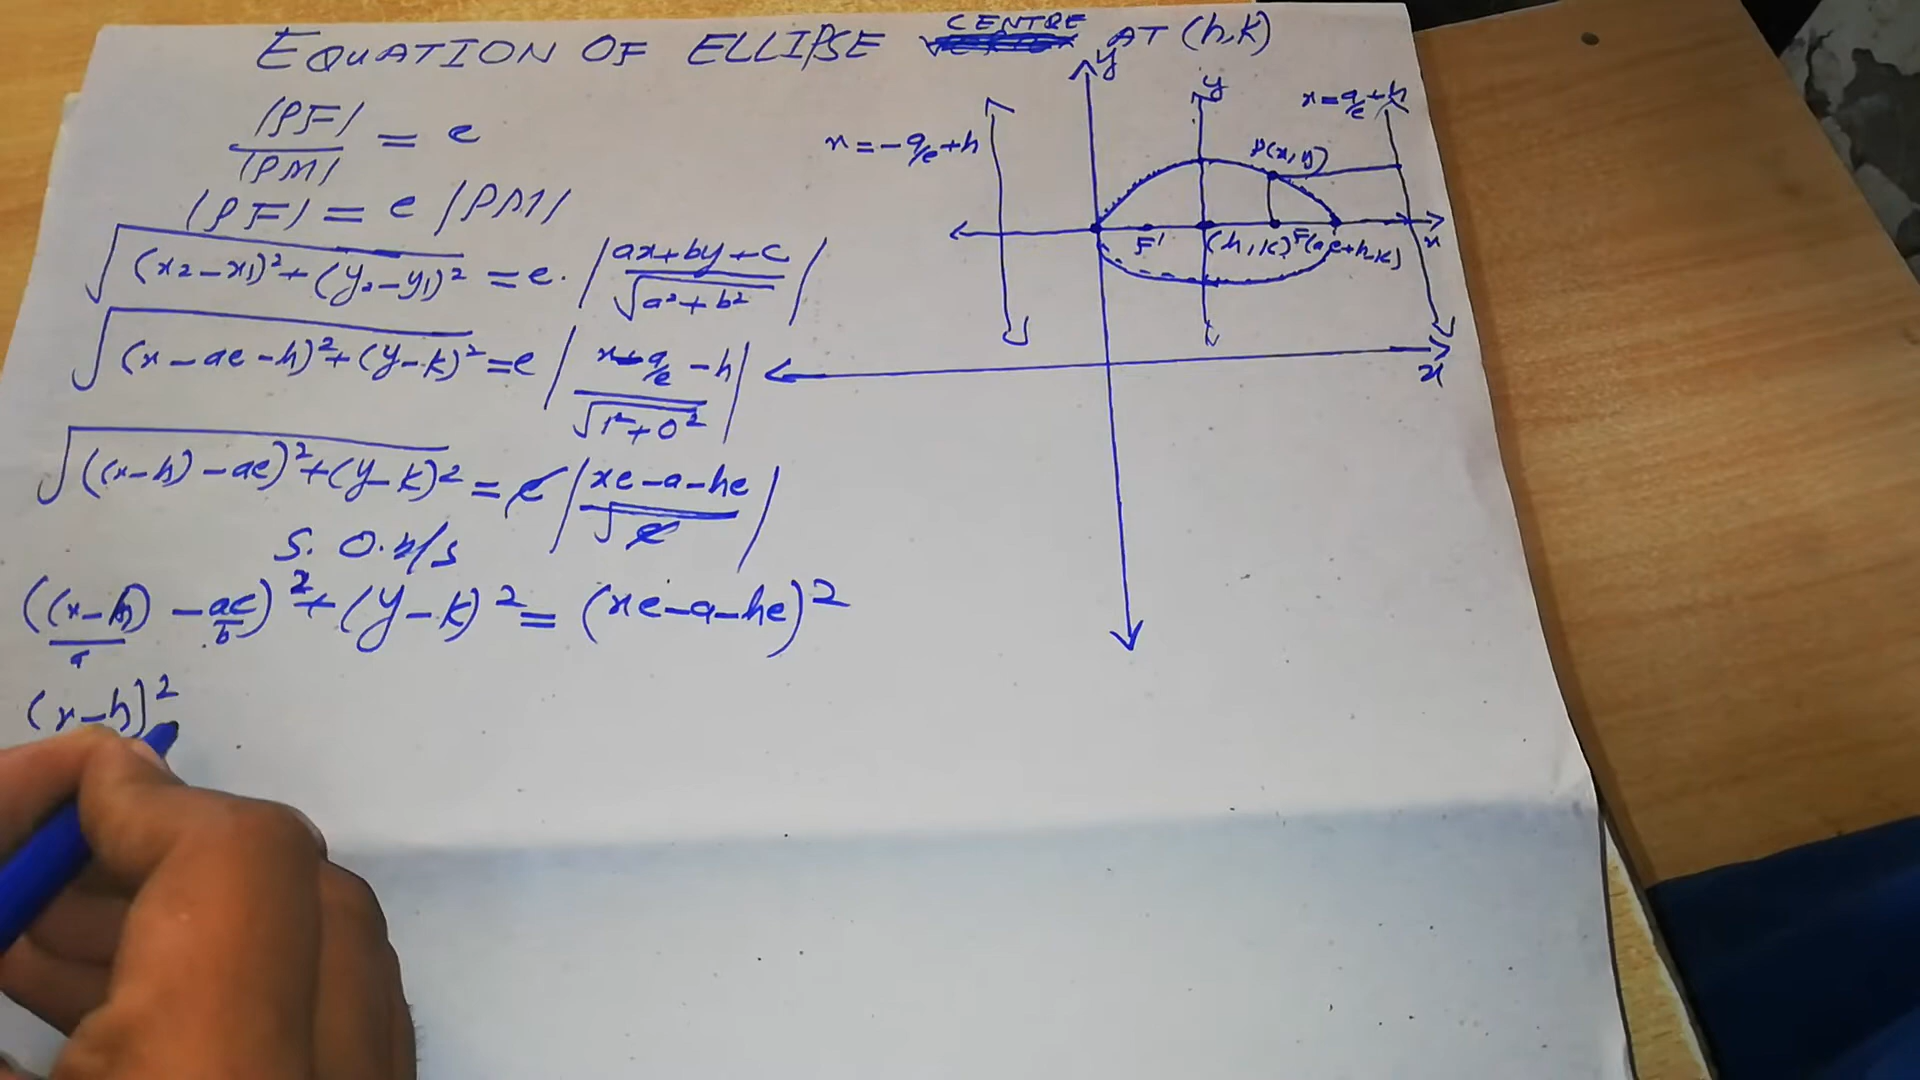 EQUATION OF ELLIPSE CENTRE AT (h,k)
|PF|/|PM| = e
|PF| = e |PM|
√((x₂-x₁)²+(y₂-y₁)²) = e. |(ax+by+c)/√(a²+b²)|
√((x-ae-h)²+(y-k)²) = e |(x-a/e-h)/√(1²+0²)|
√(((x-h)-ae)²+(y-k)²) = e |(xe-a-he)/√e|
S. O. b/s
((x-h)-ae)²+(y-k)² = (xe-a-he)²
a b
(x-h)²
y
y
x=a/e+h
x=-a/e+h
P(x,y)
F' (h,k) F(ae+h,k) x
x